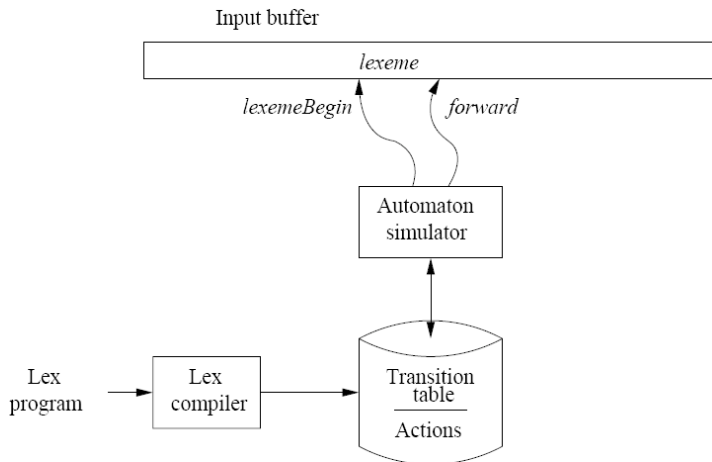 Input buffer
lexeme
lexemeBegin
forward
Automaton
simulator
Lex
program
Lex
compiler
Transition
table
Actions